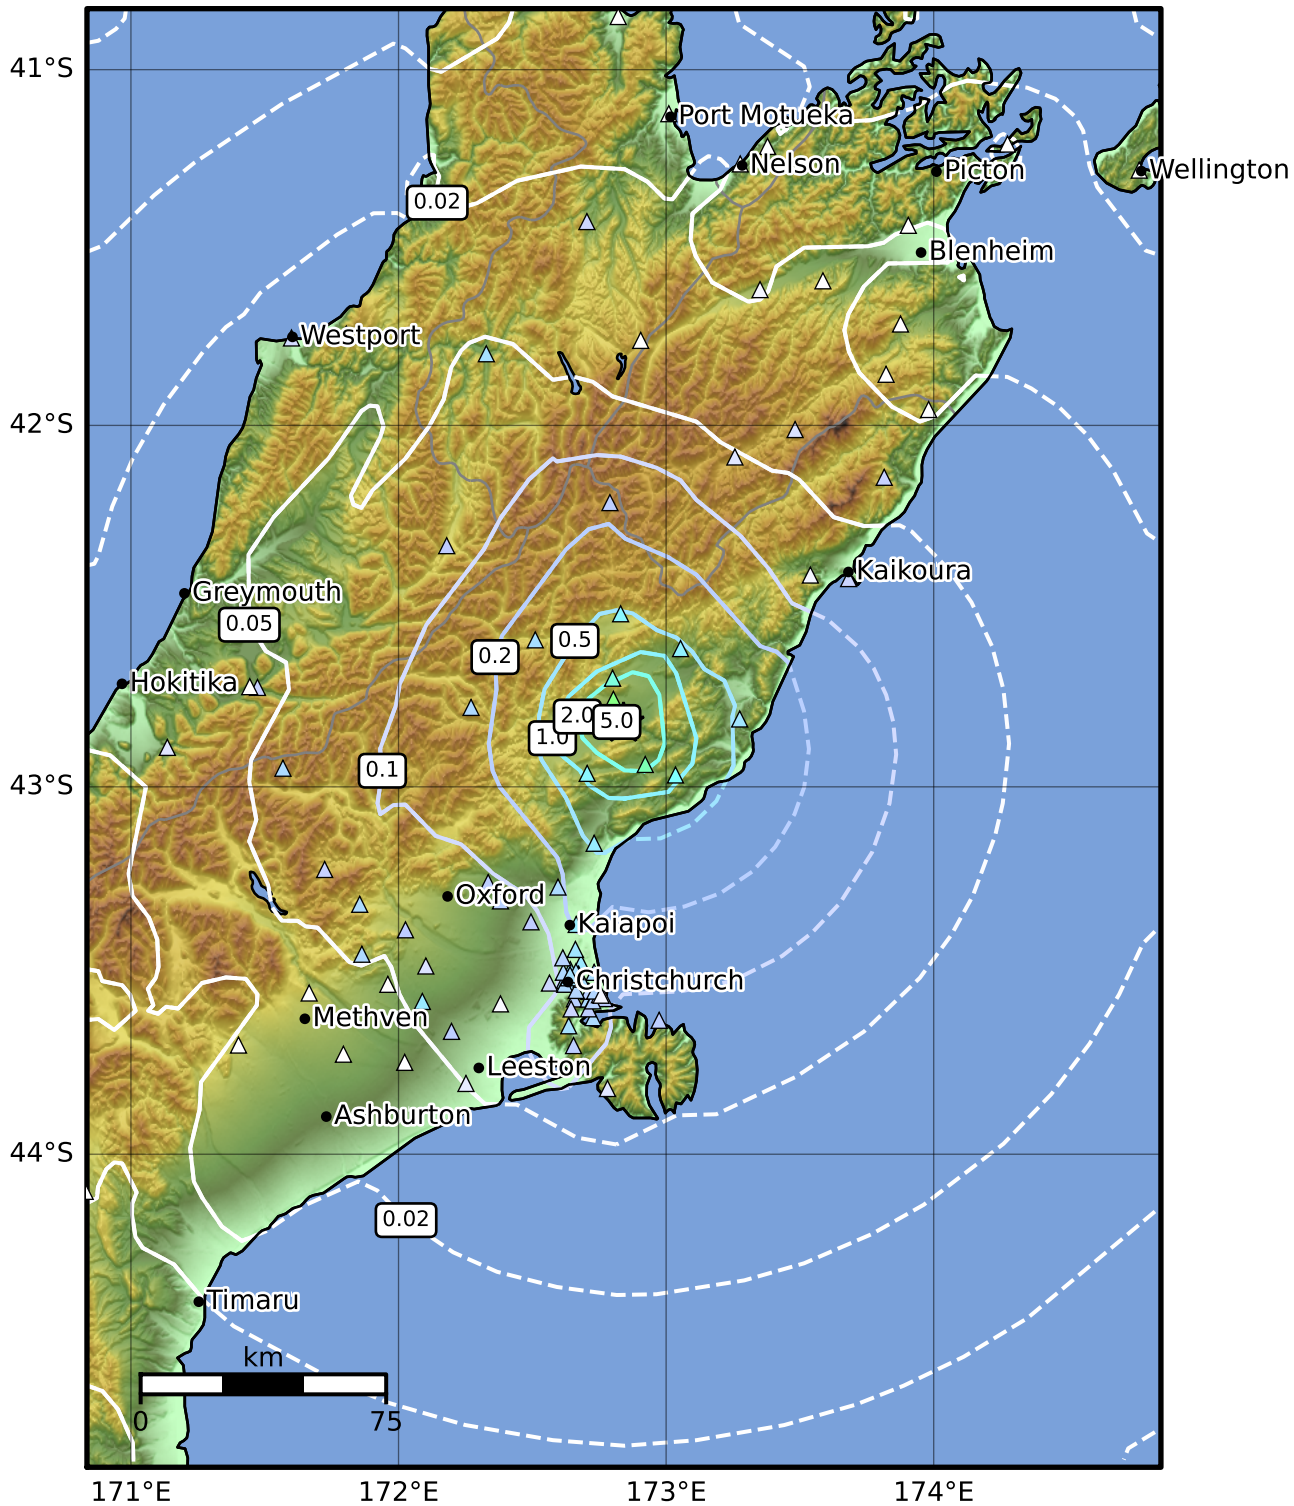 41°S
Port Motueka
Nelson
Picton
Wellington
0.02
Blenheim
Westport
42°S
Kaikoura
Greymouth
0.05
0.5
0.2
Hokitika
2.0
5.0
1.0
0.1
43°S
Oxford
Kaiapoi
Christchurch
Methven
Leeston
Ashburton
44°S
0.02
Timaru
km
0
75
171°E
172°E
173°E
174°E